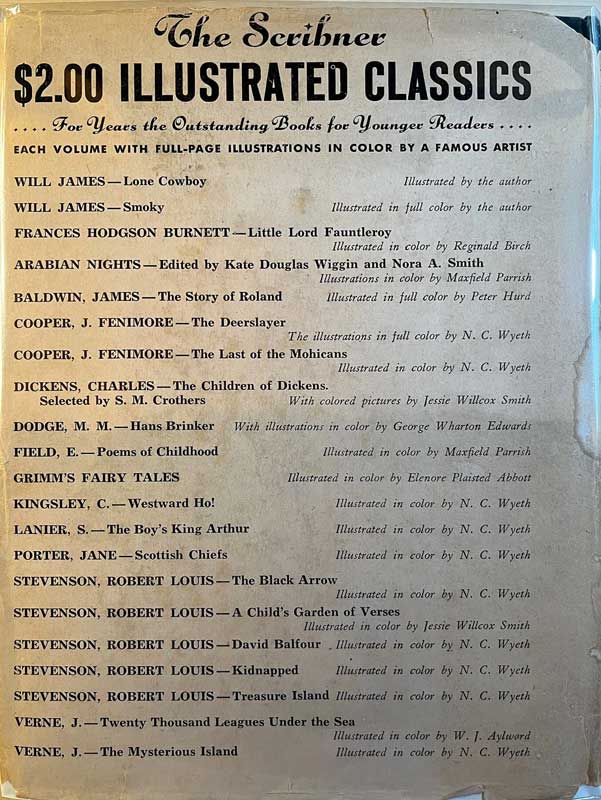 The Scribner
$2.00 ILLUSTRATED CLASSICS
.... For Years the Outstanding Books for Younger Readers ....
EACH VOLUME WITH FULL-PAGE ILLUSTRATIONS IN COLOR BY A FAMOUS ARTIST
WILL JAMES—Lone Cowboy Illustrated by the author
WILL JAMES—Smoky Illustrated in full color by the author
FRANCES HODGSON BURNETT—Little Lord Fauntleroy
Illustrated in color by Reginald Birch
ARABIAN NIGHTS—Edited by Kate Douglas Wiggin and Nora A. Smith
Illustrations in color by Maxfield Parrish
BALDWIN, JAMES—The Story of Roland Illustrated in full color by Peter Hurd
COOPER, J. FENIMORE—The Deerslayer
The illustrations in full color by N. C. Wyeth
COOPER, J. FENIMORE—The Last of the Mohicans
Illustrated in color by N. C. Wyeth
DICKENS, CHARLES—The Children of Dickens.
Selected by S. M. Crothers With colored pictures by Jessie Willcox Smith
DODGE, M. M.—Hans Brinker With illustrations in color by George Wharton Edwards
FIELD, E.—Poems of Childhood Illustrated in color by Maxfield Parrish
GRIMM'S FAIRY TALES Illustrated in color by Elenore Plaisted Abbott
KINGSLEY, C.—Westward Ho! Illustrated in color by N. C. Wyeth
LANIER, S.—The Boy's King Arthur Illustrated in color by N. C. Wyeth
PORTER, JANE—Scottish Chiefs Illustrated in color by N. C. Wyeth
STEVENSON, ROBERT LOUIS—The Black Arrow
Illustrated in color by N. C. Wyeth
STEVENSON, ROBERT LOUIS—A Child's Garden of Verses
Illustrated in color by Jessie Willcox Smith
STEVENSON, ROBERT LOUIS—David Balfour Illustrated in color by N. C. Wyeth
STEVENSON, ROBERT LOUIS—Kidnapped Illustrated in color by N. C. Wyeth
STEVENSON, ROBERT LOUIS—Treasure Island Illustrated in color by N. C. Wyeth
VERNE, J.—Twenty Thousand Leagues Under the Sea
Illustrated in color by W. J. Aylward
VERNE, J.—The Mysterious Island Illustrated in color by N. C. Wyeth